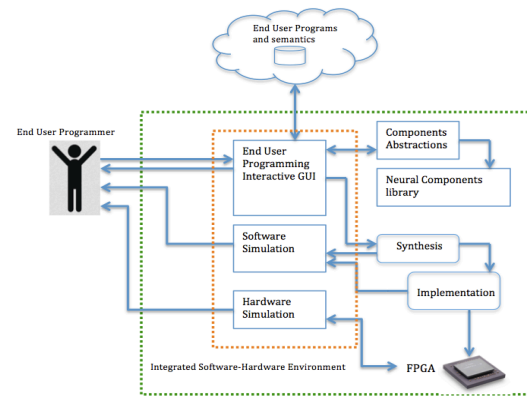 End User Programs
and semantics
End User Programmer
End User
Programming
Interactive GUI
Components
Abstractions
Neural Components
library
Software
Simulation
Synthesis
Implementation
Hardware
Simulation
Integrated Software-Hardware Environment
FPGA